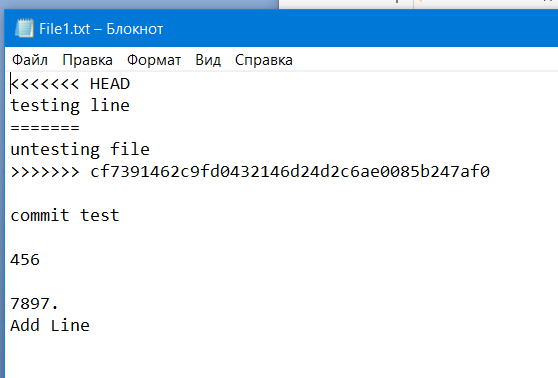 File1.txt – Блокнот
Файл Правка Формат Вид Справка
<<<<<<< HEAD
testing line
=======
untesting file
>>>>>>> cf7391462c9fd0432146d24d2c6ae0085b247af0
commit test
456
7897.
Add Line